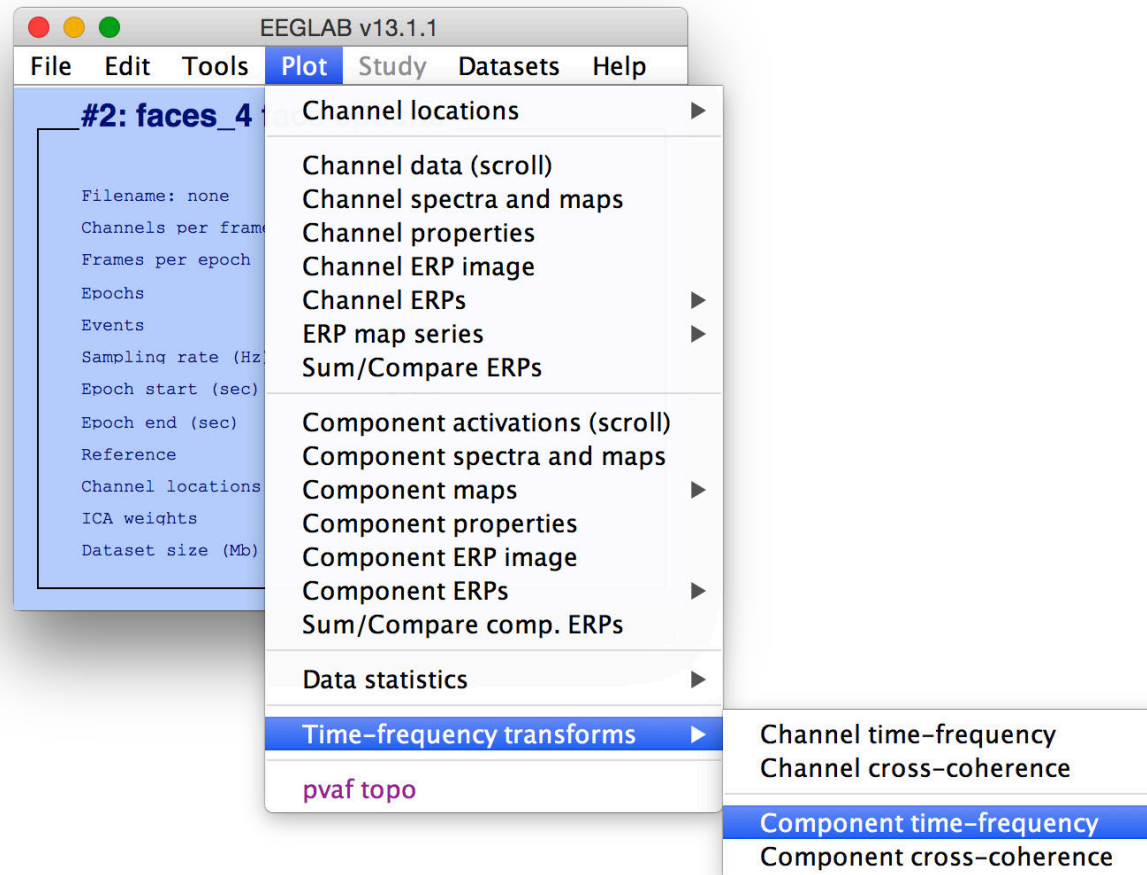 EEGLAB v13.1.1
File Edit Tools Plot Study Datasets Help
#2: faces_4
Filename: none
Channels per frame
Frames per epoch
Epochs
Events
Sampling rate (Hz)
Epoch start (sec)
Epoch end (sec)
Reference
Channel locations
ICA weights
Dataset size (Mb)
Channel locations
Channel data (scroll)
Channel spectra and maps
Channel properties
Channel ERP image
Channel ERPs
ERP map series
Sum/Compare ERPs
Component activations (scroll)
Component spectra and maps
Component maps
Component properties
Component ERP image
Component ERPs
Sum/Compare comp. ERPs
Data statistics
Time-frequency transforms
pvaf topo
Channel time-frequency
Channel cross-coherence
Component time-frequency
Component cross-coherence